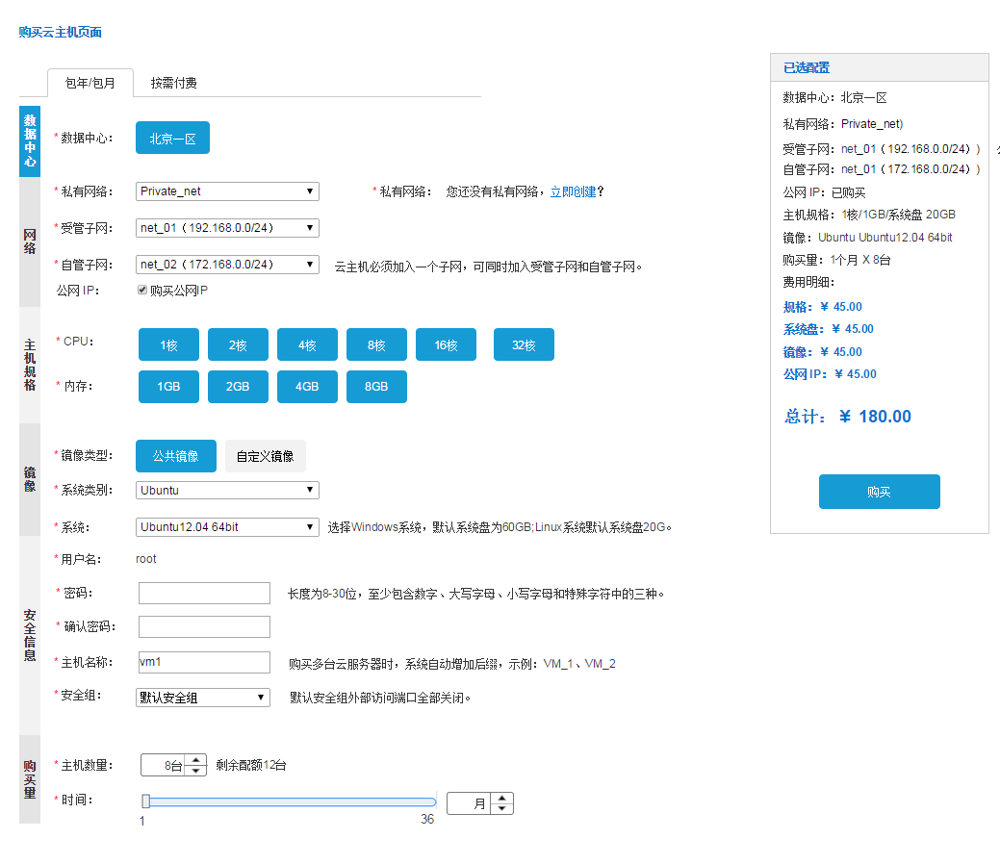 购买云主机页面
包年/包月 按需付费
数据中心
*数据中心： 北京一区
网络
*私有网络： Private_net *私有网络： 您还没有私有网络，立即创建？
*受管子网： net_01（192.168.0.0/24）
*自管子网： net_02（172.168.0.0/24） 云主机必须加入一个子网，可同时加入受管子网和自管子网。
公网 IP： 购买公网IP
主机规格
*CPU： 1核 2核 4核 8核 16核 32核
*内存： 1GB 2GB 4GB 8GB
镜像
*镜像类型： 公共镜像 自定义镜像
*系统类别： Ubuntu
*系统： Ubuntu12.04 64bit 选择Windows系统，默认系统盘为60GB;Linux系统默认系统盘20G。
安全信息
*用户名： root
*密码： 长度为8-30位，至少包含数字、大写字母、小写字母和特殊字符中的三种。
*确认密码：
*主机名称： vm1 购买多台云服务器时，系统自动增加后缀，示例：VM_1、VM_2
*安全组： 默认安全组 默认安全组外部访问端口全部关闭。
购买量
*主机数量： 8台 剩余配额12台
*时间： 月
1 36
已选配置
数据中心：北京一区
私有网络：Private_net)
受管子网：net_01（192.168.0.0/24））
自管子网：net_01（172.168.0.0/24））
公网 IP：已购买
主机规格：1核/1GB/系统盘 20GB
镜像：Ubuntu Ubuntu12.04 64bit
购买量：1个月 X 8台
费用明细：
规格：¥ 45.00
系统盘：¥ 45.00
镜像：¥ 45.00
公网 IP：¥ 45.00
总计：¥ 180.00
购买